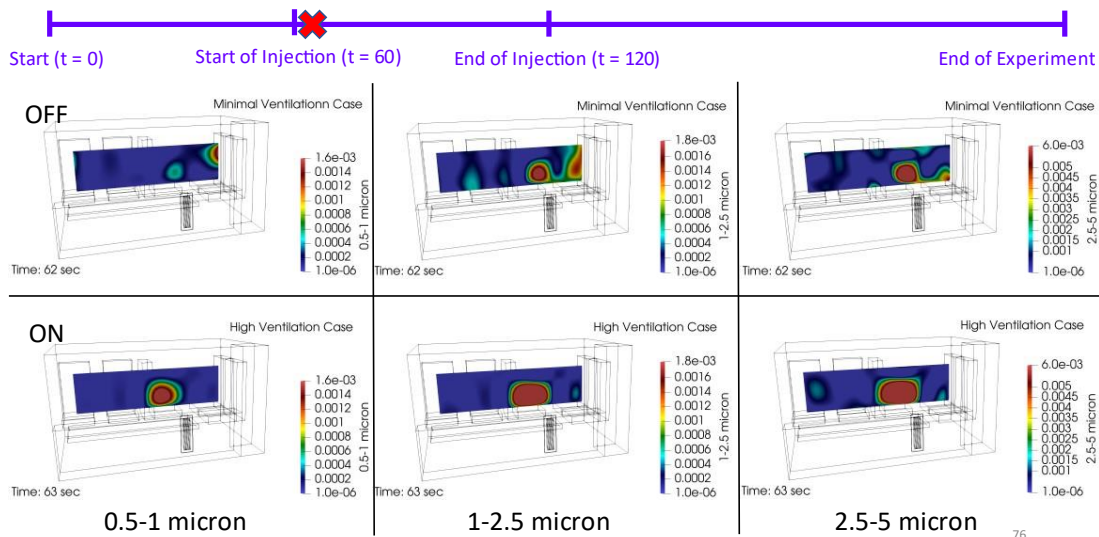 Start (t = 0)
Start of Injection (t = 60)
End of Injection (t = 120)
End of Experiment
OFF
Minimal Ventilationn Case
1.6e-03
0.0014
0.0012
0.001
0.0008
0.0006
0.0004
0.0002
1.0e-06
0.5-1 micron
Time: 62 sec
Minimal Ventilationn Case
1.8e-03
0.0016
0.0014
0.0012
0.001
0.0008
0.0006
0.0004
0.0002
1.0e-06
1-2.5 micron
Time: 62 sec
Minimal Ventilationn Case
6.0e-03
0.005
0.0045
0.004
0.0035
0.003
0.0025
0.002
0.0015
0.001
1.0e-06
2.5-5 micron
Time: 62 sec
ON
High Ventilation Case
1.6e-03
0.0014
0.0012
0.001
0.0008
0.0006
0.0004
0.0002
1.0e-06
0.5-1 micron
Time: 63 sec
High Ventilation Case
1.8e-03
0.0016
0.0014
0.0012
0.001
0.0008
0.0006
0.0004
0.0002
1.0e-06
1-2.5 micron
Time: 63 sec
High Ventilation Case
6.0e-03
0.005
0.0045
0.004
0.0035
0.003
0.0025
0.002
0.0015
0.001
1.0e-06
2.5-5 micron
Time: 63 sec
0.5-1 micron
1-2.5 micron
2.5-5 micron
76